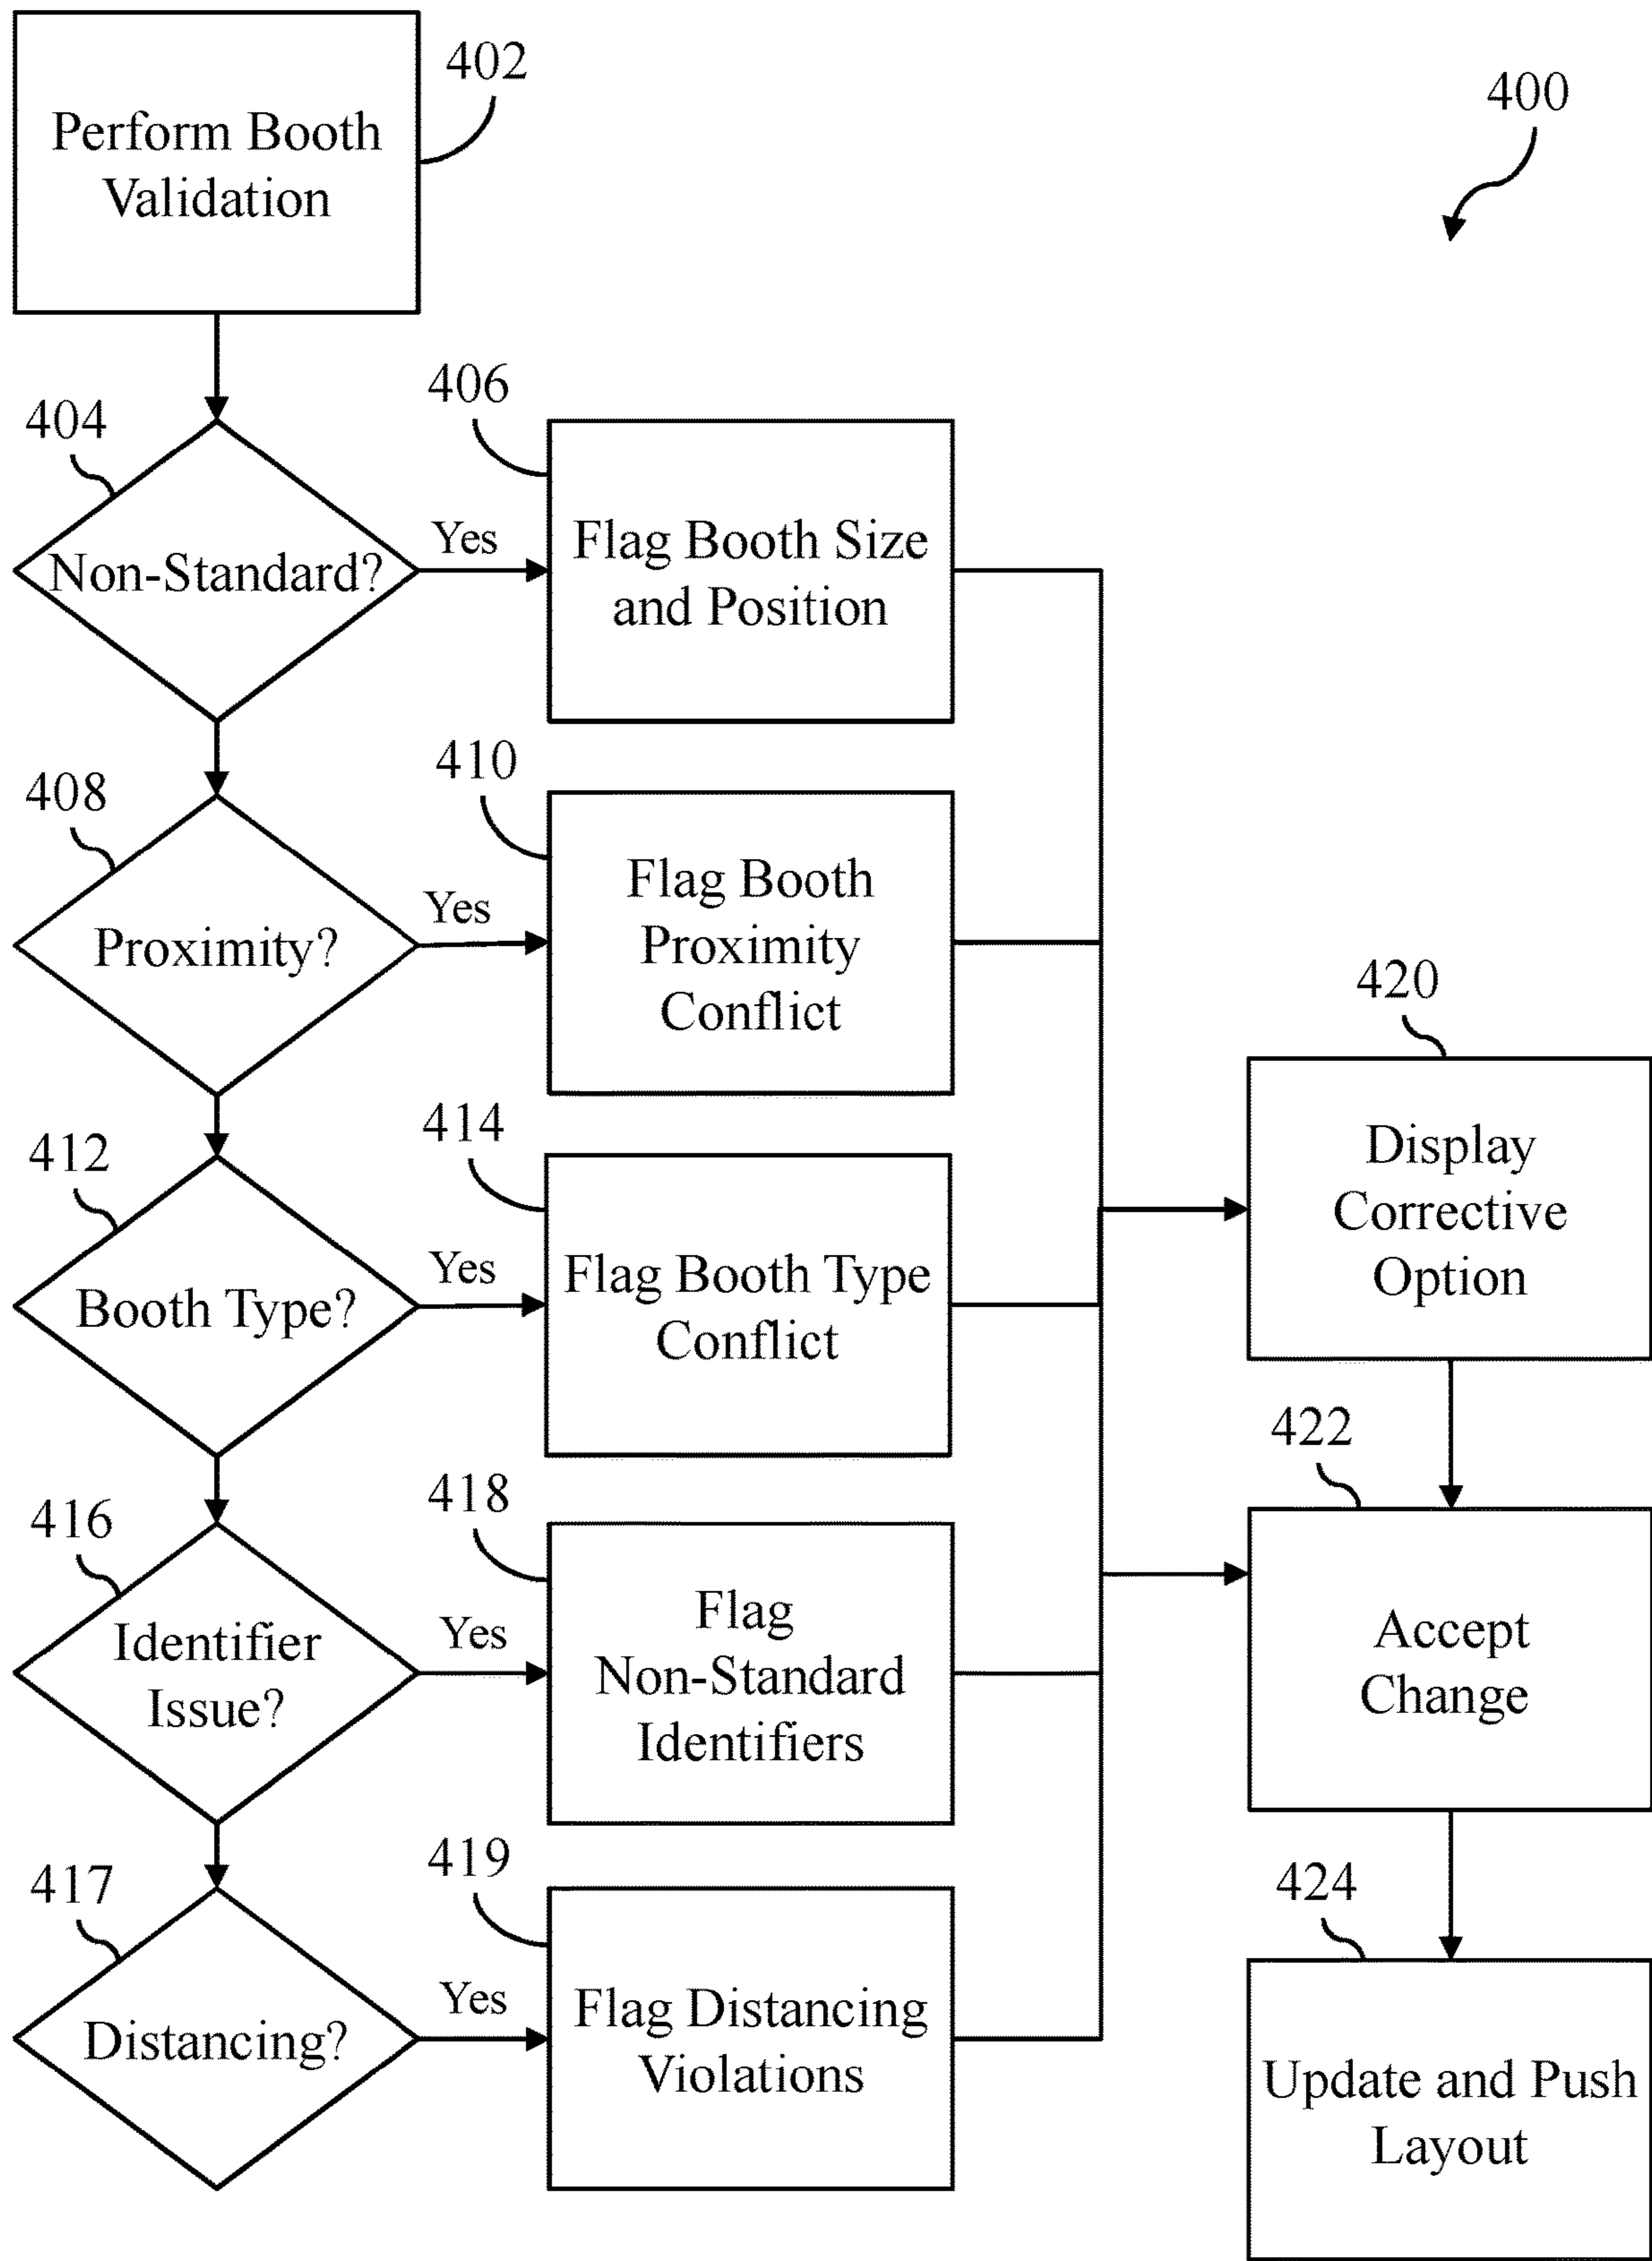 402
Perform Booth
Validation
400
404
Non-Standard?
Yes
406
Flag Booth Size
and Position
408
Proximity?
Yes
410
Flag Booth
Proximity
Conflict
412
Booth Type?
Yes
414
Flag Booth Type
Conflict
416
Identifier
Issue?
Yes
418
Flag
Non-Standard
Identifiers
417
Distancing?
Yes
419
Flag Distancing
Violations
420
Display
Corrective
Option
422
Accept
Change
424
Update and Push
Layout